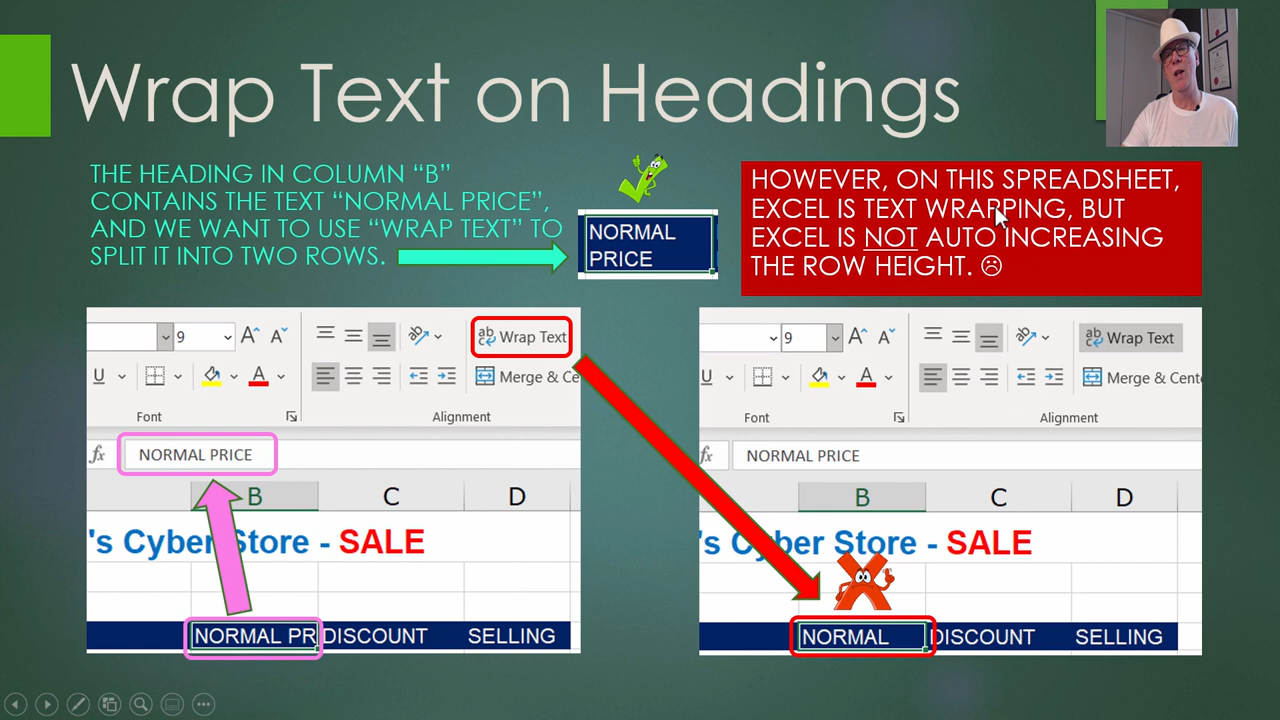 Wrap Text on Headings
THE HEADING IN COLUMN “B”
CONTAINS THE TEXT “NORMAL PRICE”,
AND WE WANT TO USE “WRAP TEXT” TO
SPLIT IT INTO TWO ROWS.
NORMAL
PRICE
HOWEVER, ON THIS SPREADSHEET,
EXCEL IS TEXT WRAPPING, BUT
EXCEL IS NOT AUTO INCREASING
THE ROW HEIGHT. ☹
9 A^ A˅ ab Wrap Text
U A Merge & Ce
Font Alignment
fx NORMAL PRICE
B C D
's Cyber Store - SALE
NORMAL PR DISCOUNT SELLING
9 A^ A˅ ab Wrap Text
U A Merge & Cente
Font Alignment
fx NORMAL PRICE
B C D
's Cyber Store - SALE
NORMAL DISCOUNT SELLING